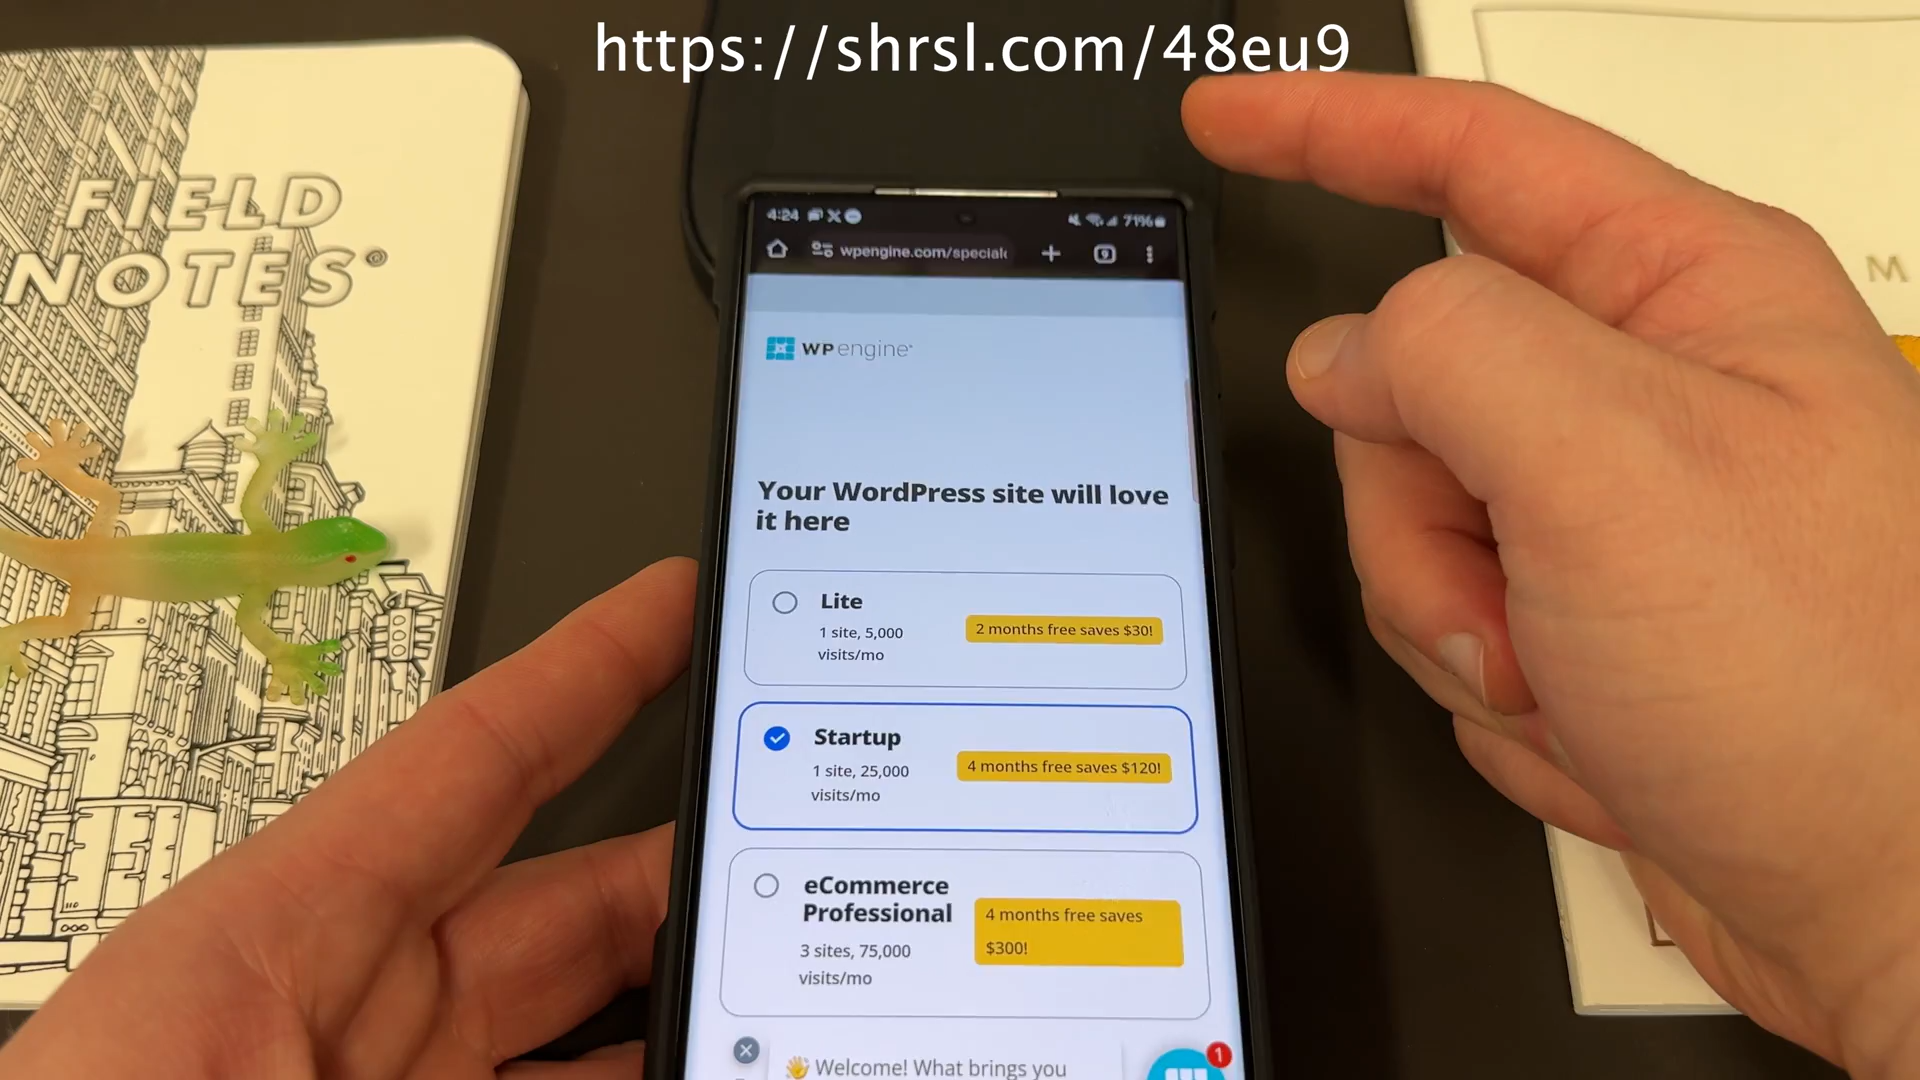 https://shrsl.com/48eu9
FIELD
NOTES®
M
4:24
71%
wpengine.com/special
9
WP engine
Your WordPress site will love
it here
Lite
1 site, 5,000
visits/mo
2 months free saves $30!
Startup
1 site, 25,000
visits/mo
4 months free saves $120!
eCommerce
Professional
3 sites, 75,000
visits/mo
4 months free saves
$300!
👋 Welcome! What brings you
1